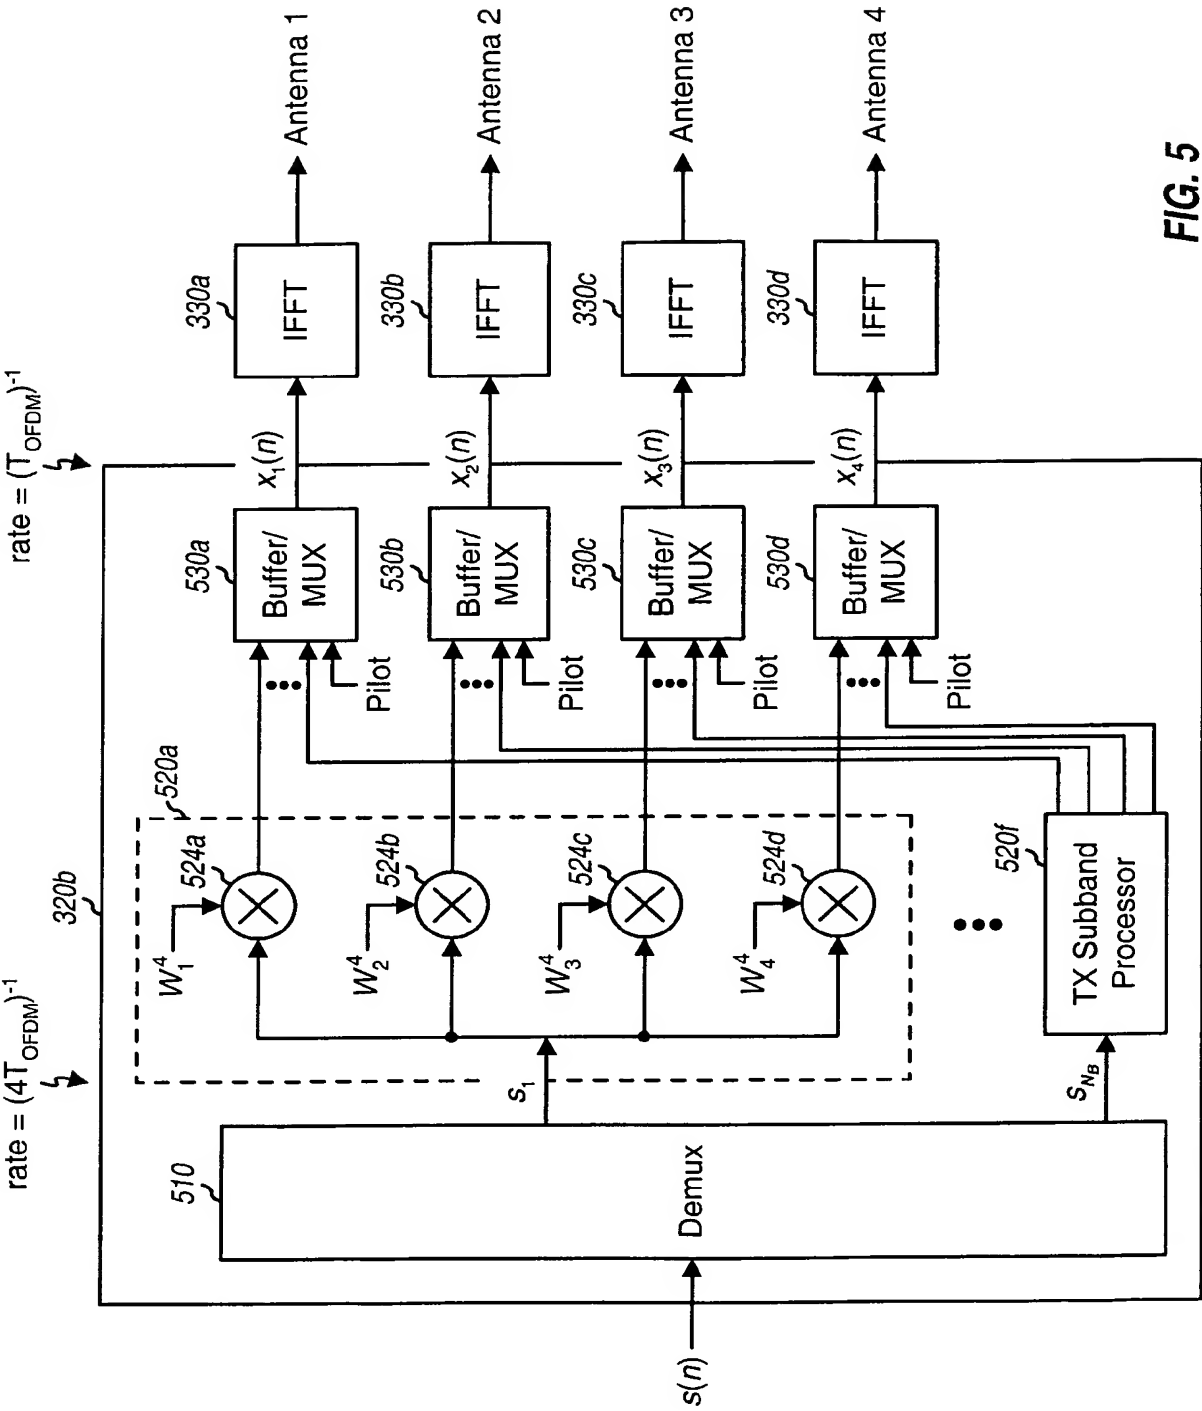 rate = (4T_OFDM)^-1
rate = (T_OFDM)^-1
320b
s(n)
510
Demux
s_1
s_N_B
520a
W_1^4
524a
W_2^4
524b
W_3^4
524c
W_4^4
524d
520f
TX Subband
Processor
530a
Buffer/
MUX
Pilot
530b
Buffer/
MUX
Pilot
530c
Buffer/
MUX
Pilot
530d
Buffer/
MUX
Pilot
x_1(n)
x_2(n)
x_3(n)
x_4(n)
330a
IFFT
330b
IFFT
330c
IFFT
330d
IFFT
Antenna 1
Antenna 2
Antenna 3
Antenna 4
FIG. 5